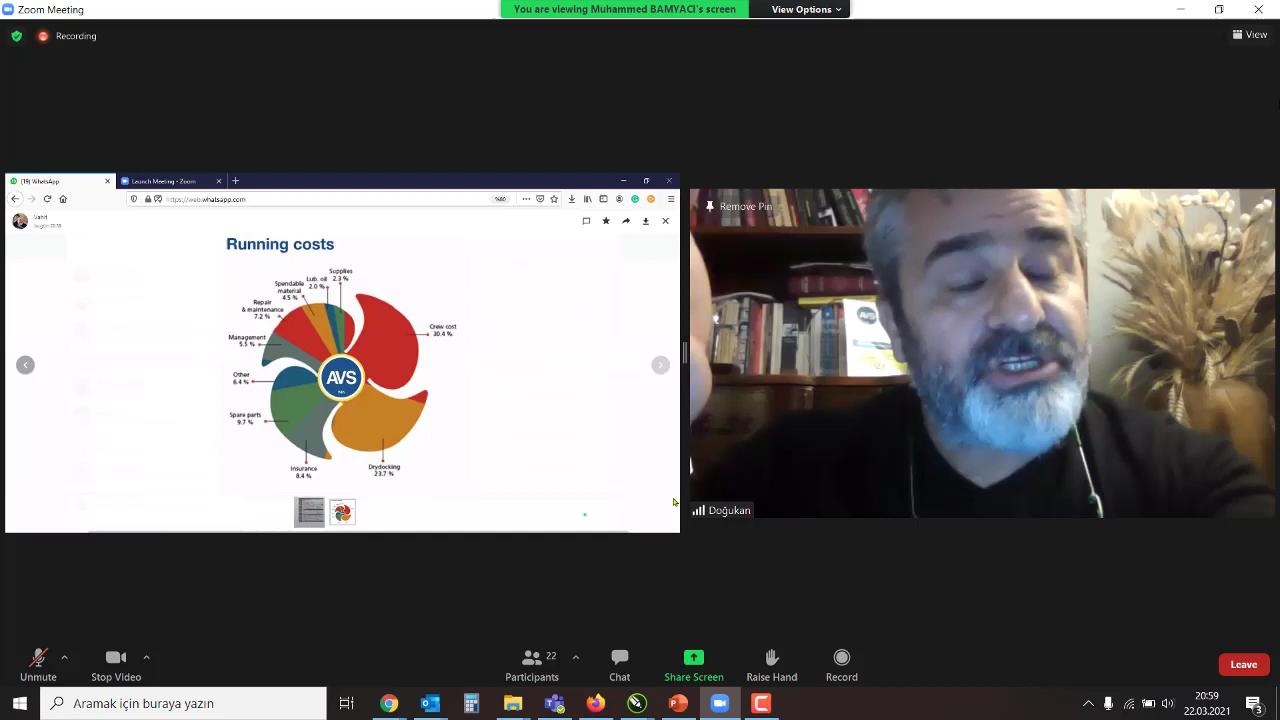 Zoom Meeting
You are viewing Muhammed BAMYACI's screen
View Options
Recording
View
(19) WhatsApp
Launch Meeting - Zoom
https://web.whatsapp.com
%80
Vahit
Running costs
Supplies
2.3 %
Lub. oil
2.0 %
Spendable
material
4.5 %
Repair
& maintenance
7.2 %
Management
5.5 %
Other
6.4 %
Spare parts
9.7 %
Insurance
8.4 %
Drydocking
23.7 %
Crew cost
30.4 %
AVS
Remove Pin
AVS
Doğukan
Unmute
Stop Video
22
Participants
Chat
Share Screen
Raise Hand
Record
Leave
Aramak için buraya yazın
20:59
22.03.2021
3